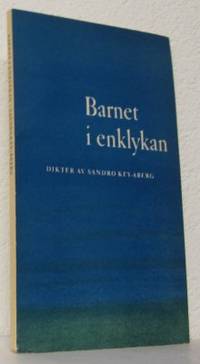 Barnet
i enklykan
DIKTER AV SANDRO KEY-ÅBERG